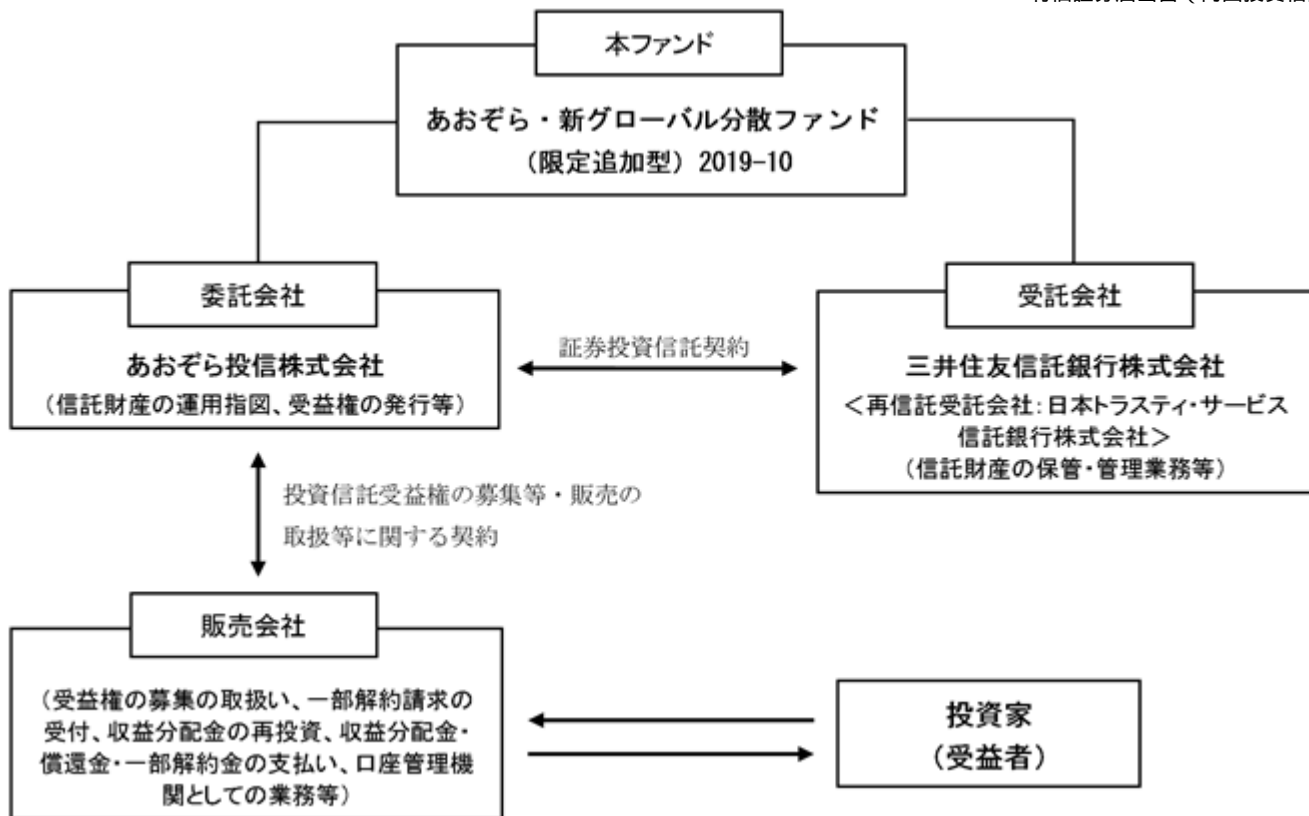 本ファンド
あおぞら・新グローバル分散ファンド
（限定追加型）2019-10
委託会社
あおぞら投信株式会社
（信託財産の運用指図、受益権の発行等）
証券投資信託契約
受託会社
三井住友信託銀行株式会社
＜再信託受託会社：日本トラスティ・サービス
信託銀行株式会社＞
（信託財産の保管・管理業務等）
投資信託受益権の募集等・販売の
取扱等に関する契約
販売会社
（受益権の募集の取扱い、一部解約請求の
受付、収益分配金の再投資、収益分配金・
償還金・一部解約金の支払い、口座管理機
関としての業務等）
投資家
（受益者）